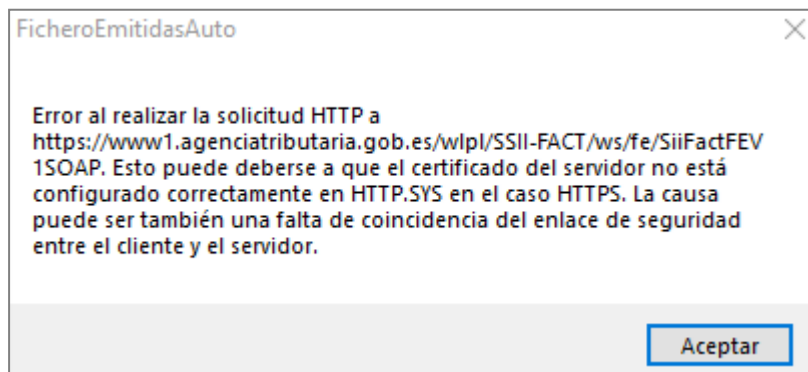 FicheroEmitidasAuto
Error al realizar la solicitud HTTP a
https://www1.agenciatributaria.gob.es/wlpl/SSII-FACT/ws/fe/SiiFactFEV
1SOAP. Esto puede deberse a que el certificado del servidor no está
configurado correctamente en HTTP.SYS en el caso HTTPS. La causa
puede ser también una falta de coincidencia del enlace de seguridad
entre el cliente y el servidor.
Aceptar